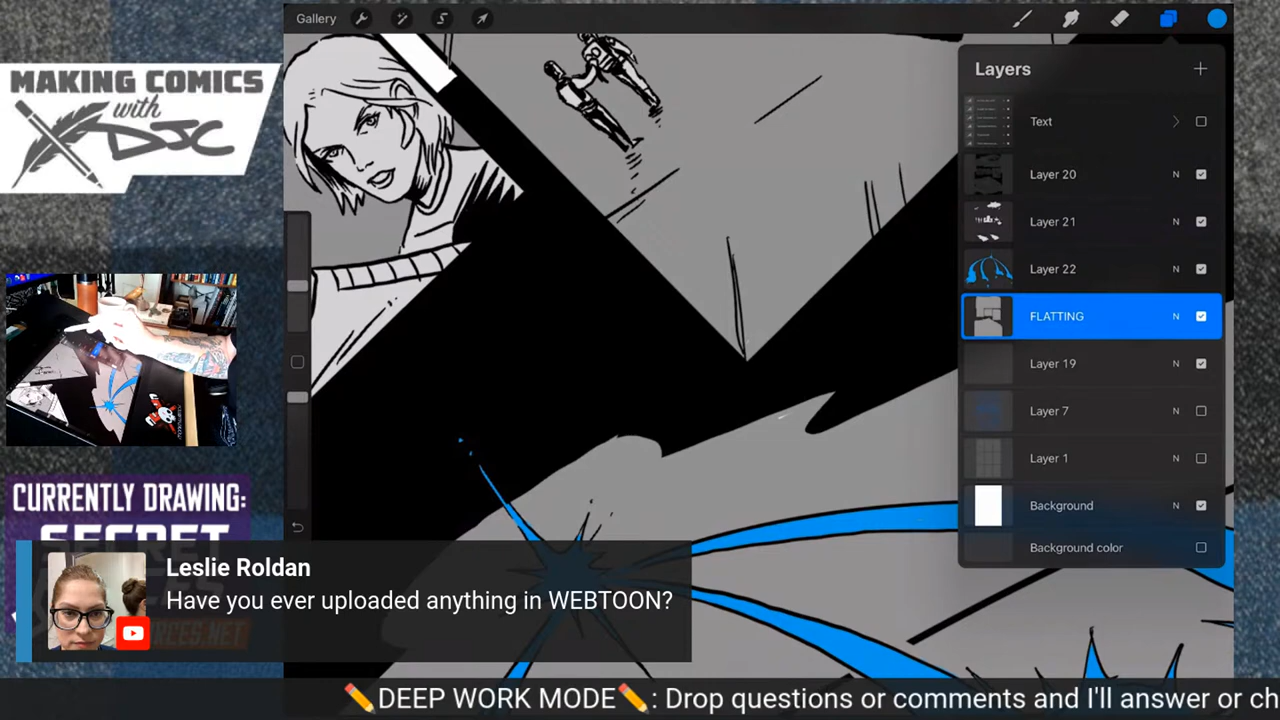 MAKING COMICS
with
DJC
Gallery
Layers
Text
Layer 20 N
Layer 21 N
Layer 22 N
FLATTING N
Layer 19 N
Layer 7 N
Layer 1 N
Background N
Background color
CURRENTLY DRAWING:
SECRET
Leslie Roldan
Have you ever uploaded anything in WEBTOON?
✏️DEEP WORK MODE✏️: Drop questions or comments and I'll answer or ch